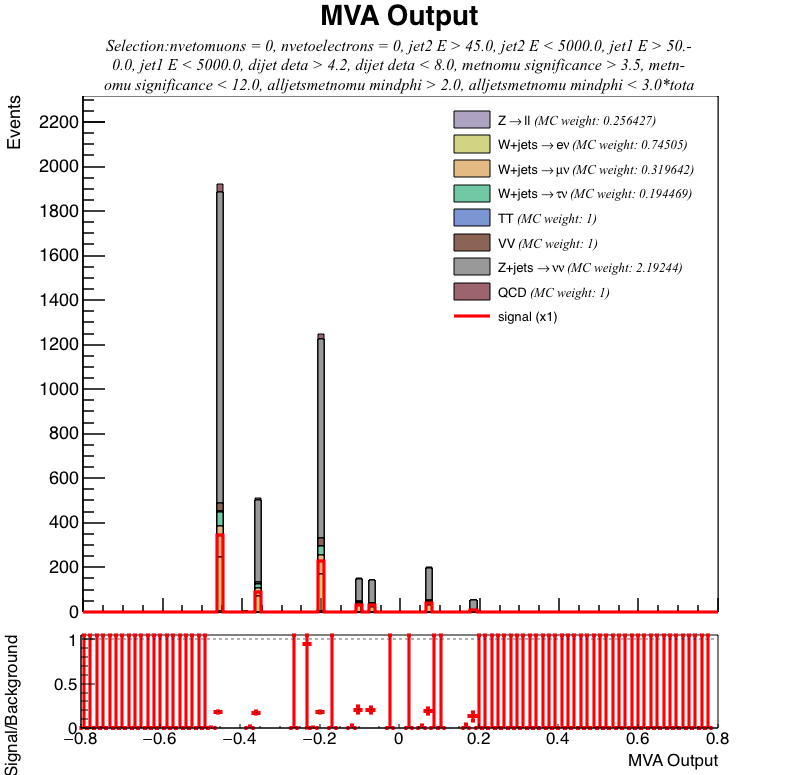 MVA Output
Selection:nvetomuons = 0, nvetoelectrons = 0, jet2 E > 45.0, jet2 E < 5000.0, jet1 E > 50.-
0.0, jet1 E < 5000.0, dijet deta > 4.2, dijet deta < 8.0, metnomu significance > 3.5, metn-
omu significance < 12.0, alljetsmetnomu mindphi > 2.0, alljetsmetnomu mindphi < 3.0*tota
Events
2200
2000
1800
1600
1400
1200
1000
800
600
400
200
0
Z→ll (MC weight: 0.256427)
W+jets→eν (MC weight: 0.74505)
W+jets→μν (MC weight: 0.319642)
W+jets→τν (MC weight: 0.194469)
TT (MC weight: 1)
VV (MC weight: 1)
Z+jets→νν (MC weight: 2.19244)
QCD (MC weight: 1)
signal (x1)
Signal/Background
1
0.5
0
−0.8 −0.6 −0.4 −0.2 0 0.2 0.4 0.6 0.8
MVA Output